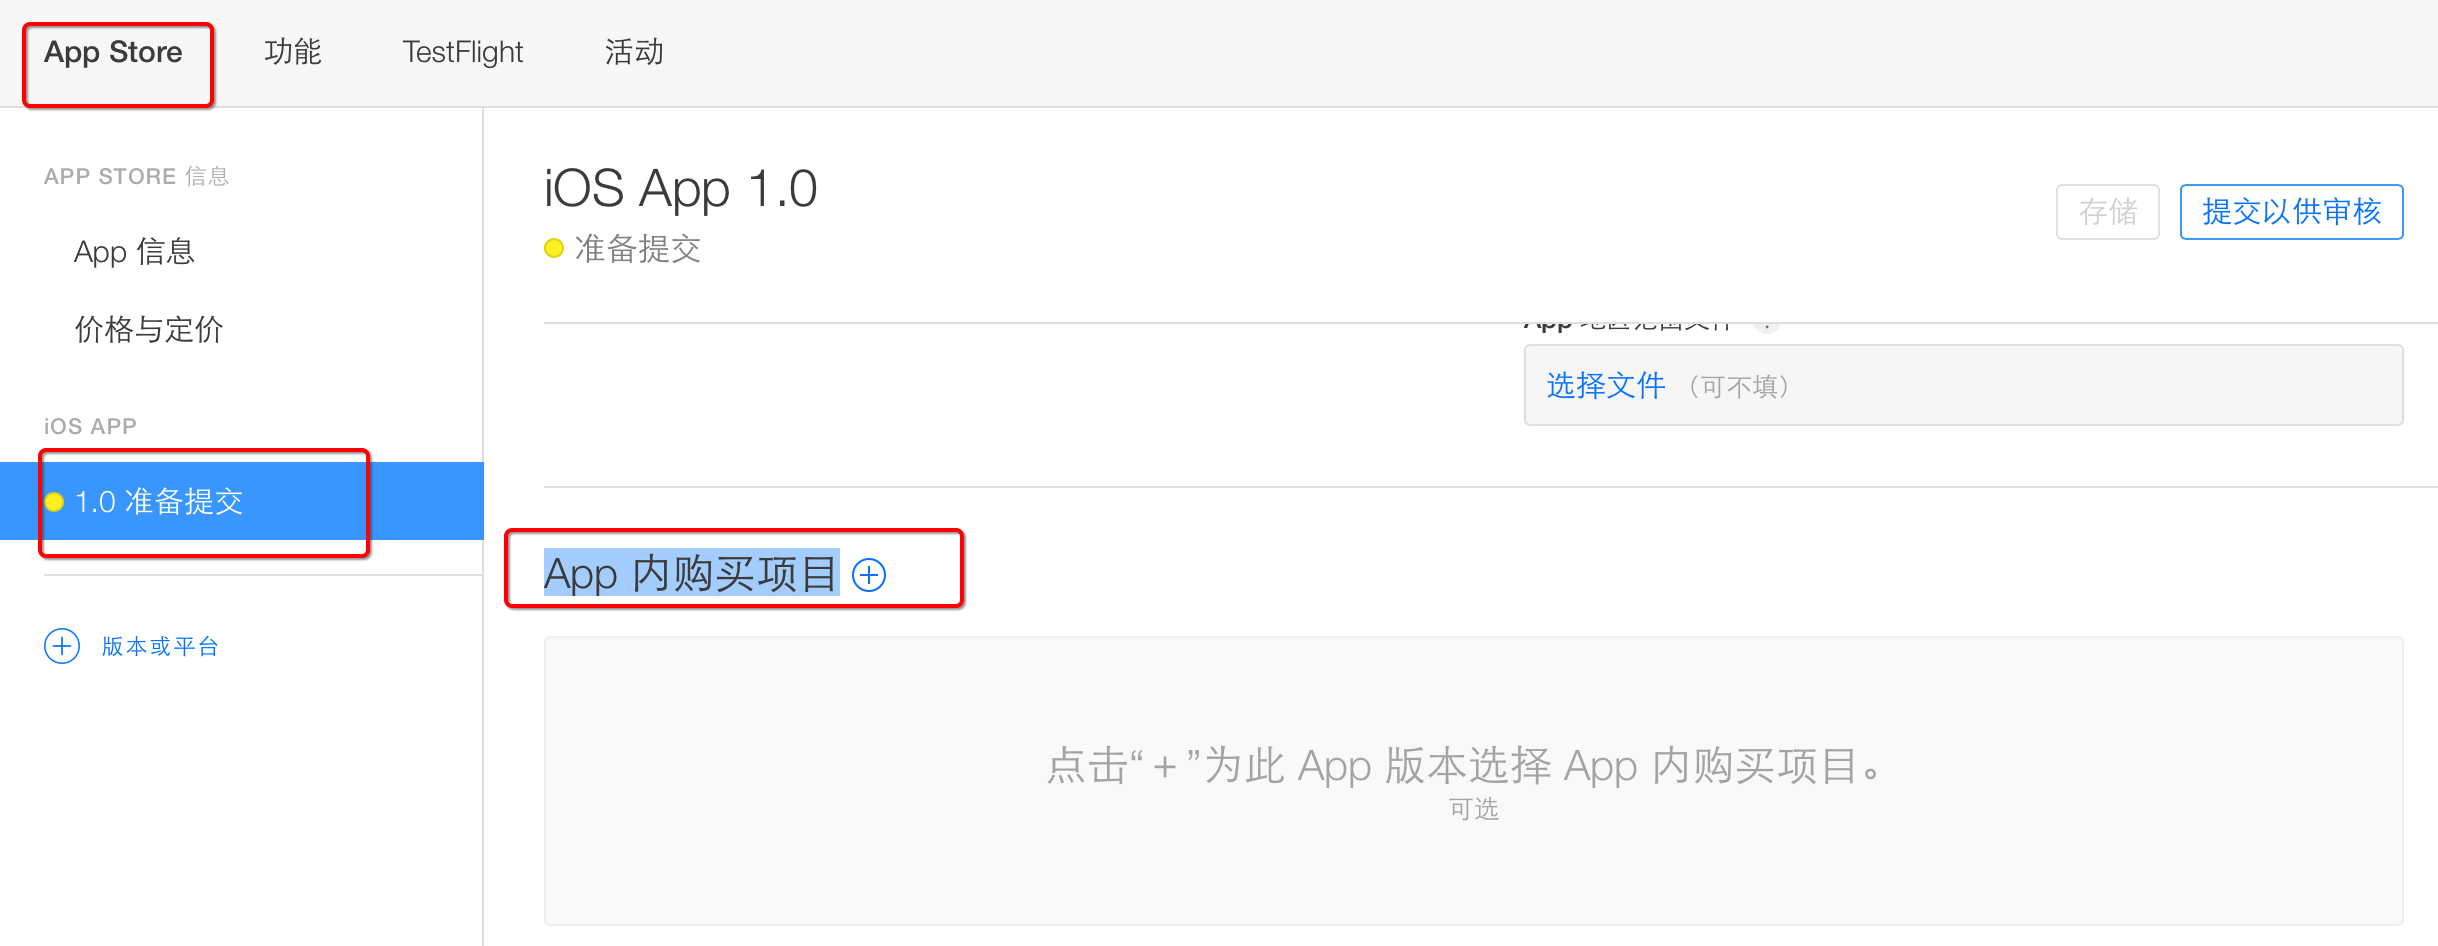 App Store
功能
TestFlight
活动
APP STORE 信息
App 信息
价格与定价
iOS APP
1.0 准备提交
版本或平台
iOS App 1.0
准备提交
存储
提交以供审核
选择文件 (可不填)
App 内购买项目
点击“+”为此 App 版本选择 App 内购买项目。
可选